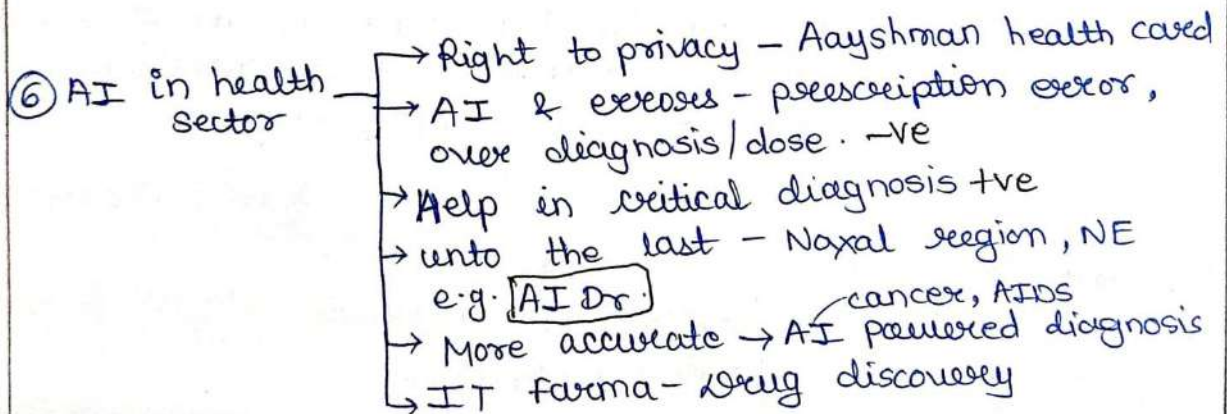 → Right to privacy – Aayshman health card
⑥ AI in health sector
→ AI & errors – prescription error,
over diagnosis/dose. –ve
→ Help in critical diagnosis +ve
→ unto the last – Naxal region, NE
e.g. AI Dr.
cancer, AIDS
→ More accurate → AI powered diagnosis
→ IT farma – Drug discovery